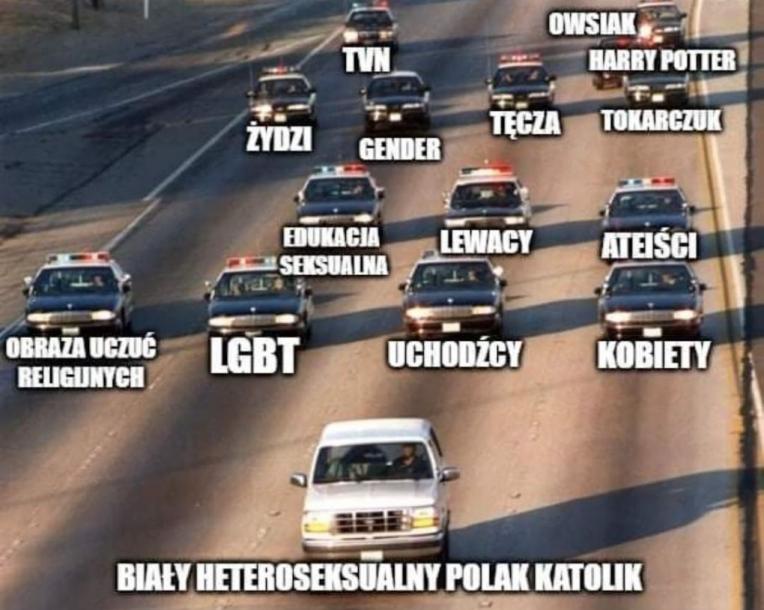 OWSIAK
TVN
HARRY POTTER
ŻYDZI
GENDER
TĘCZA
TOKARCZUK
EDUKACJA
SEKSUALNA
LEWACY
ATEIŚCI
OBRAZA UCZUĆ
RELIGIJNYCH
LGBT
UCHODŹCY
KOBIETY
BIAŁY HETEROSEKSUALNY POLAK KATOLIK